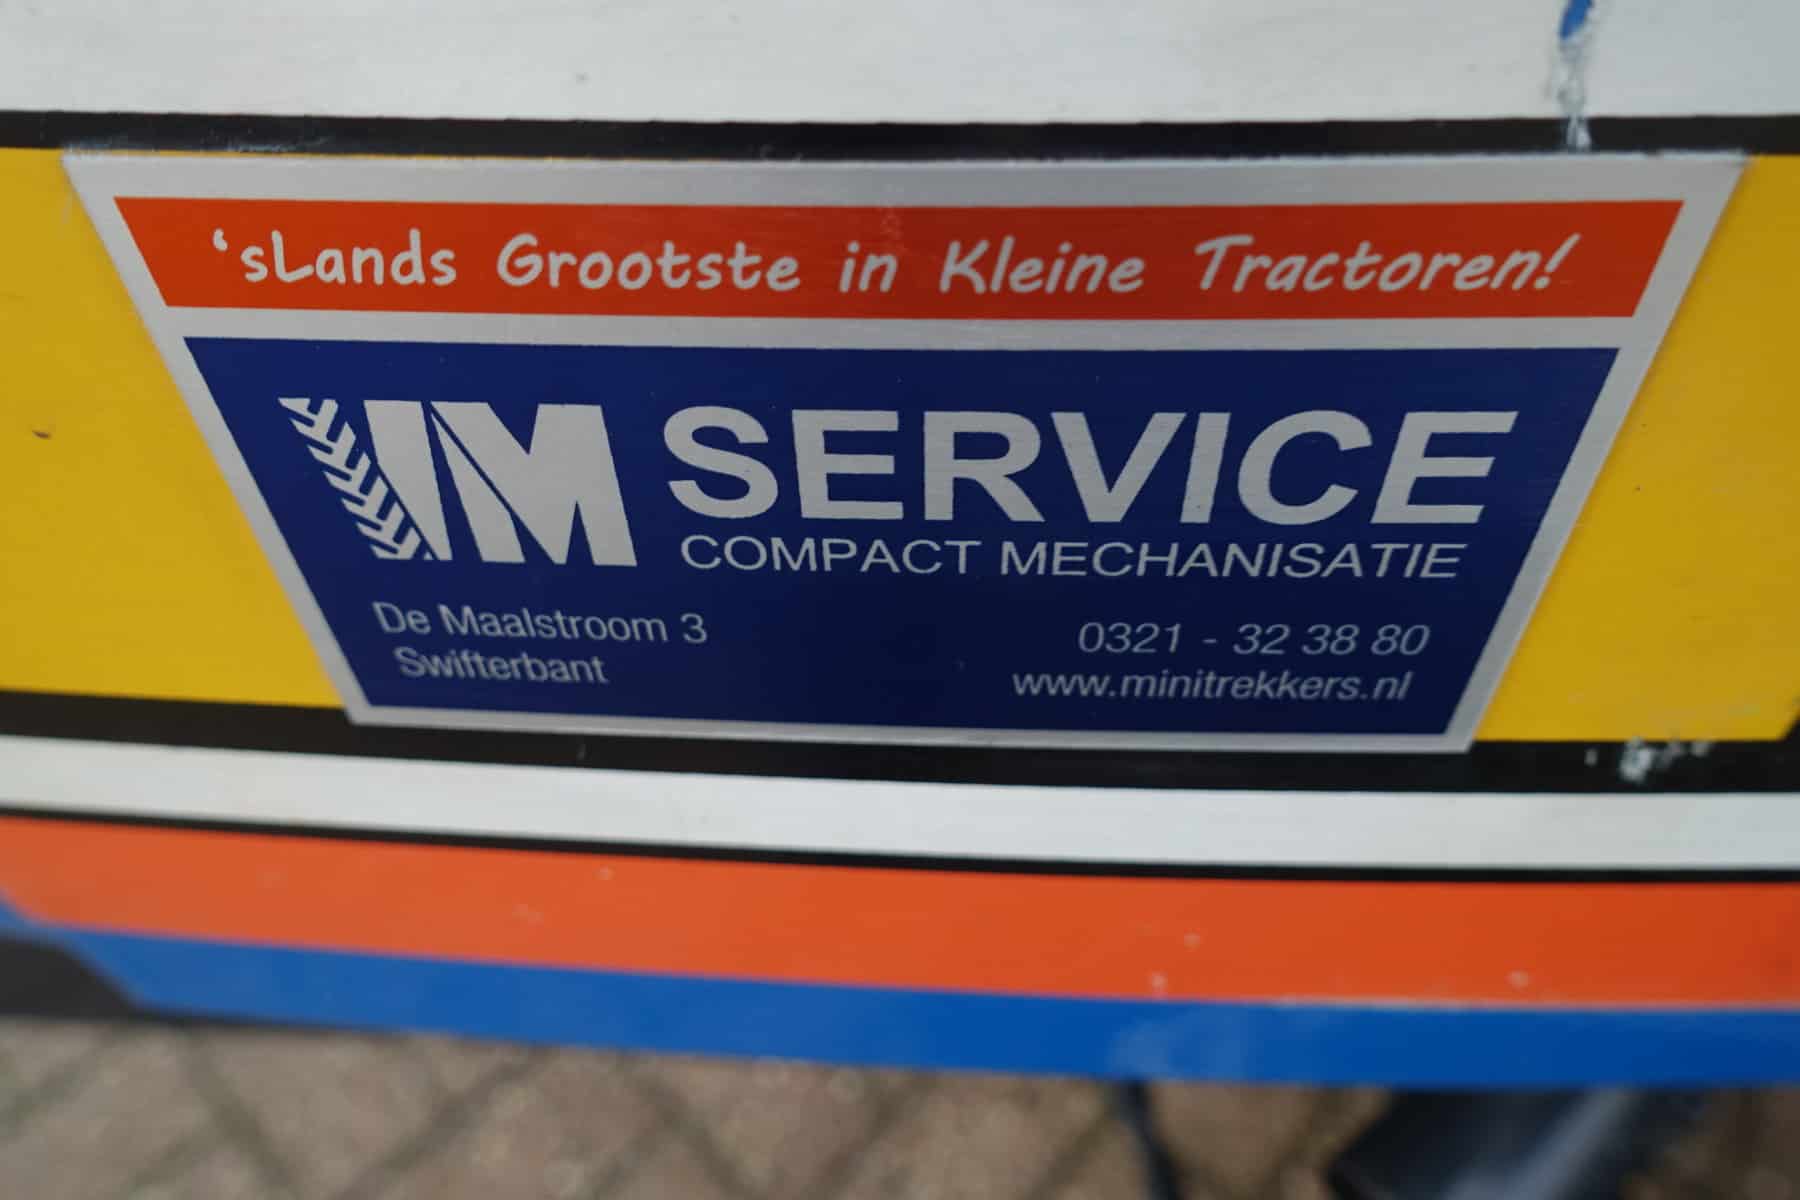 ‘sLands Grootste in Kleine Tractoren!
IM SERVICE
COMPACT MECHANISATIE
De Maalstroom 3
Swifterbant
0321 - 32 38 80
www.minitrekkers.nl